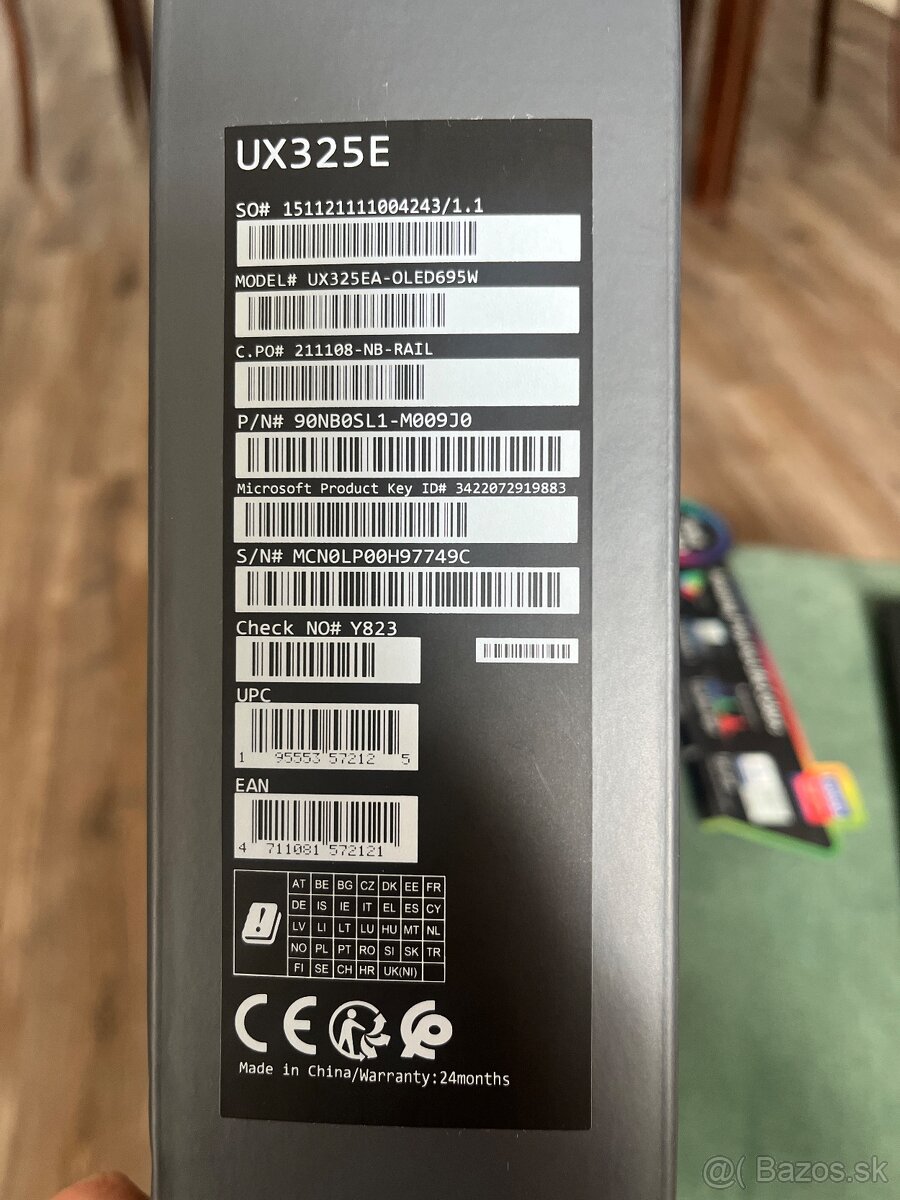 UX325E
SO# 151121111004243/1.1
MODEL# UX325EA-OLED695W
C.PO# 211108-NB-RAIL
P/N# 90NB0SL1-M009J0
Microsoft Product Key ID# 3422072919883
S/N# MCN0LP00H97749C
Check NO# Y823
UPC
1 95553 57212 5
EAN
4 711081 572121
AT BE BG CZ DK EE FR
DE IS IE IT EL ES CY
LV LI LT LU HU MT NL
NO PL PT RO SI SK TR
FI SE CH HR UK(NI)
CE
Made in China/Warranty:24months
@( Bazos.sk